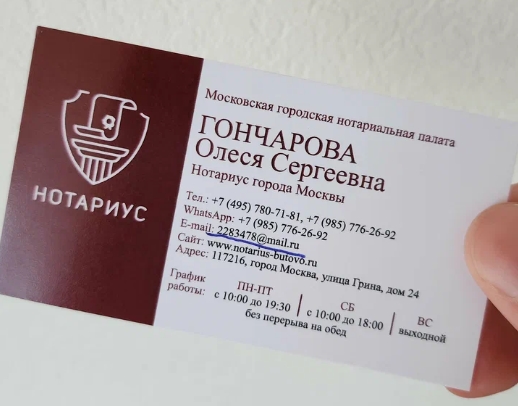 НОТАРИУС
Московская городская нотариальная палата
ГОНЧАРОВА
Олеся Сергеевна
Нотариус города Москвы
Тел.: +7 (495) 780-71-81, +7 (985) 776-26-92
WhatsApp: +7 (985) 776-26-92
E-mail: 2283478@mail.ru
Сайт: www.notarius-butovo.ru
Адрес: 117216, город Москва, улица Грина, дом 24
График работы:
ПН-ПТ
с 10:00 до 19:30
СБ
с 10:00 до 18:00
ВС
выходной
без перерыва на обед